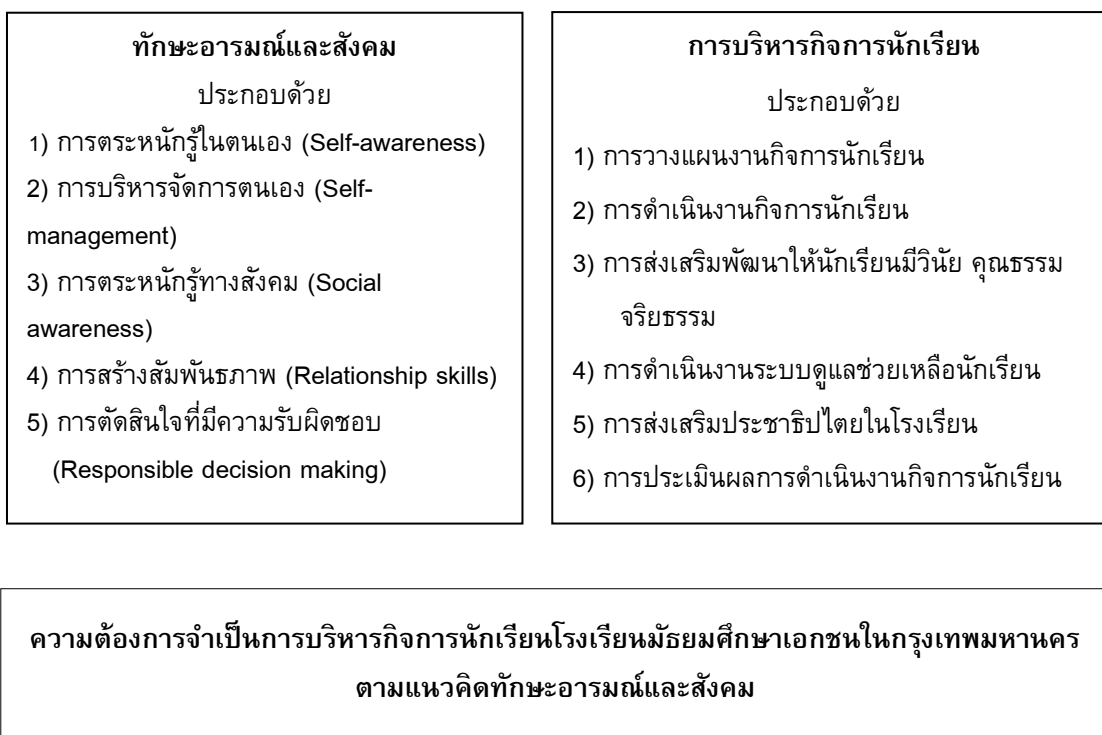 ทักษะอารมณ์และสังคม
ประกอบด้วย
1) การตระหนักรู้ในตนเอง (Self-awareness)
2) การบริหารจัดการตนเอง (Self-
management)
3) การตระหนักรู้ทางสังคม (Social
awareness)
4) การสร้างสัมพันธภาพ (Relationship skills)
5) การตัดสินใจที่มีความรับผิดชอบ
(Responsible decision making)
การบริหารกิจการนักเรียน
ประกอบด้วย
1) การวางแผนงานกิจการนักเรียน
2) การดำเนินงานกิจการนักเรียน
3) การส่งเสริมพัฒนาให้นักเรียนมีวินัย คุณธรรม
จริยธรรม
4) การดำเนินงานระบบดูแลช่วยเหลือนักเรียน
5) การส่งเสริมประชาธิปไตยในโรงเรียน
6) การประเมินผลการดำเนินงานกิจการนักเรียน
ความต้องการจำเป็นการบริหารกิจการนักเรียนโรงเรียนมัธยมศึกษาเอกชนในกรุงเทพมหานคร
ตามแนวคิดทักษะอารมณ์และสังคม